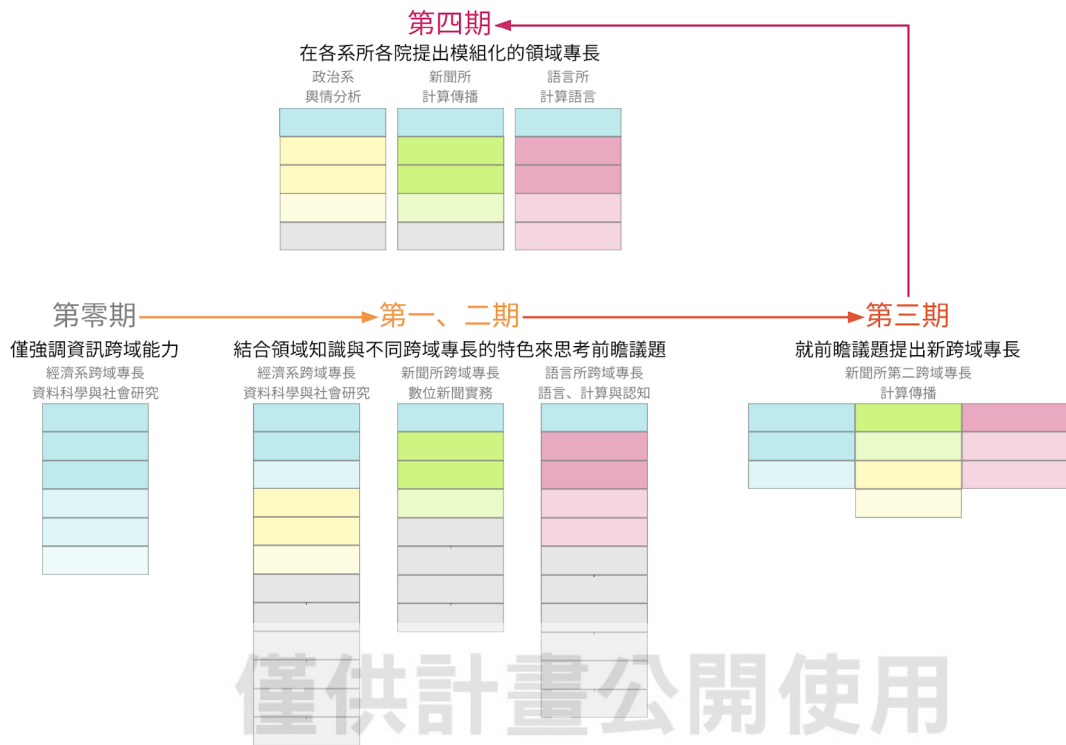 第四期
在各系所各院提出模組化的領域專長
政治系
輿情分析
新聞所
計算傳播
語言所
計算語言
第零期
僅強調資訊跨域能力
經濟系跨域專長
資料科學與社會研究
第一、二期
結合領域知識與不同跨域專長的特色來思考前瞻議題
經濟系跨域專長
資料科學與社會研究
新聞所跨域專長
數位新聞實務
語言所跨域專長
語言、計算與認知
第三期
就前瞻議題提出新跨域專長
新聞所第二跨域專長
計算傳播
僅供計畫公開使用